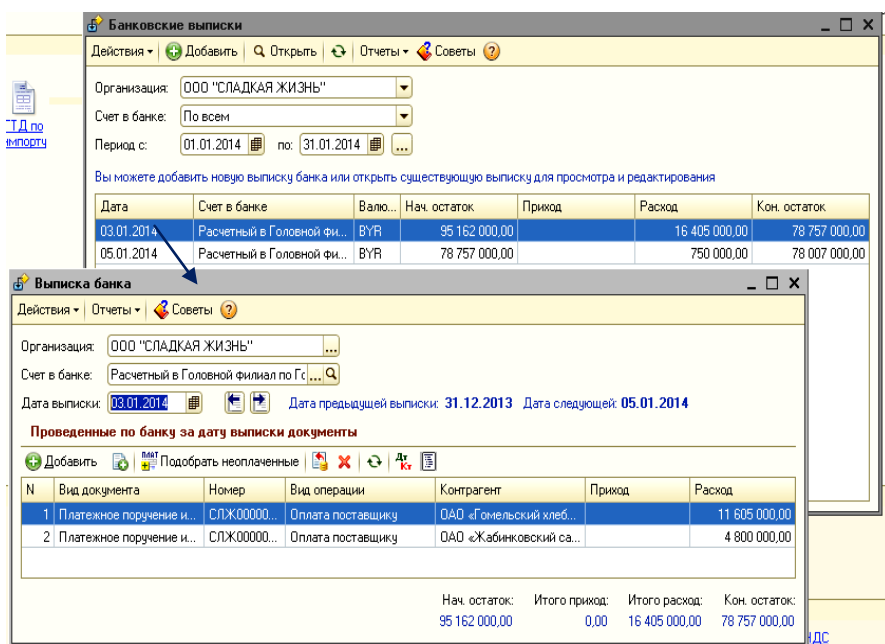 Банковские выписки
Действия Добавить Открыть Отчеты Советы ?
Организация: ООО "СЛАДКАЯ ЖИЗНЬ"
Счет в банке: По всем
Период с: 01.01.2014 по: 31.01.2014 ...
Вы можете добавить новую выписку банка или открыть существующую выписку для просмотра и редактирования
Дата Счет в банке Валю... Нач. остаток Приход Расход Кон. остаток
03.01.2014 Расчетный в Головной фи... BYR 95 162 000,00 16 405 000,00 78 757 000,00
05.01.2014 Расчетный в Головной фи... BYR 78 757 000,00 750 000,00 78 007 000,00
ГТД по
импорту
Выписка банка
Действия Отчеты Советы ?
Организация: ООО "СЛАДКАЯ ЖИЗНЬ" ...
Счет в банке: Расчетный в Головной филиал по Го ...
Дата выписки: 03.01.2014 Дата предыдущей выписки: 31.12.2013 Дата следующей: 05.01.2014
Проведенные по банку за дату выписки документы
Добавить ПЛАТ Подобрать неоплаченные Дт Кт
N Вид документа Номер Вид операции Контрагент Приход Расход
1 Платежное поручение и... СЛЖ00000... Оплата поставщику ОАО «Гомельский хлеб... 11 605 000,00
2 Платежное поручение и... СЛЖ00000... Оплата поставщику ОАО «Жабинковский са... 4 800 000,00
Нач. остаток: Итого приход: Итого расход: Кон. остаток:
95 162 000,00 0,00 16 405 000,00 78 757 000,00
НДС